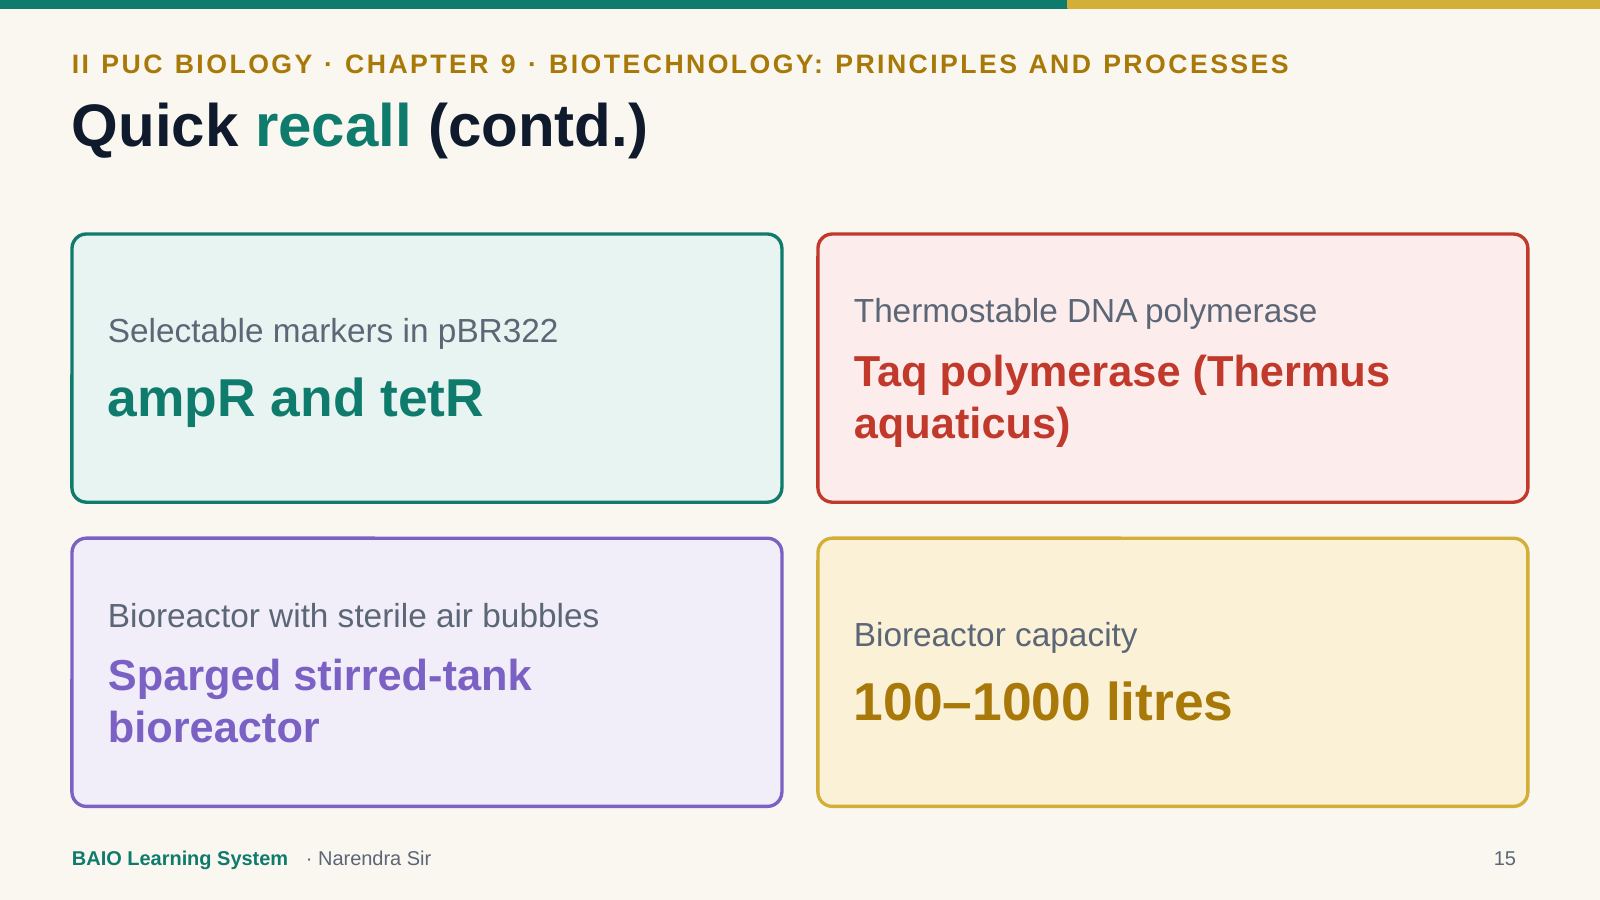 II PUC BIOLOGY · CHAPTER 9 · BIOTECHNOLOGY: PRINCIPLES AND PROCESSES
Quick recall (contd.)
Selectable markers in pBR322
ampR and tetR
Thermostable DNA polymerase
Taq polymerase (Thermus
aquaticus)
Bioreactor with sterile air bubbles
Sparged stirred-tank
bioreactor
Bioreactor capacity
100–1000 litres
BAIO Learning System · Narendra Sir
15